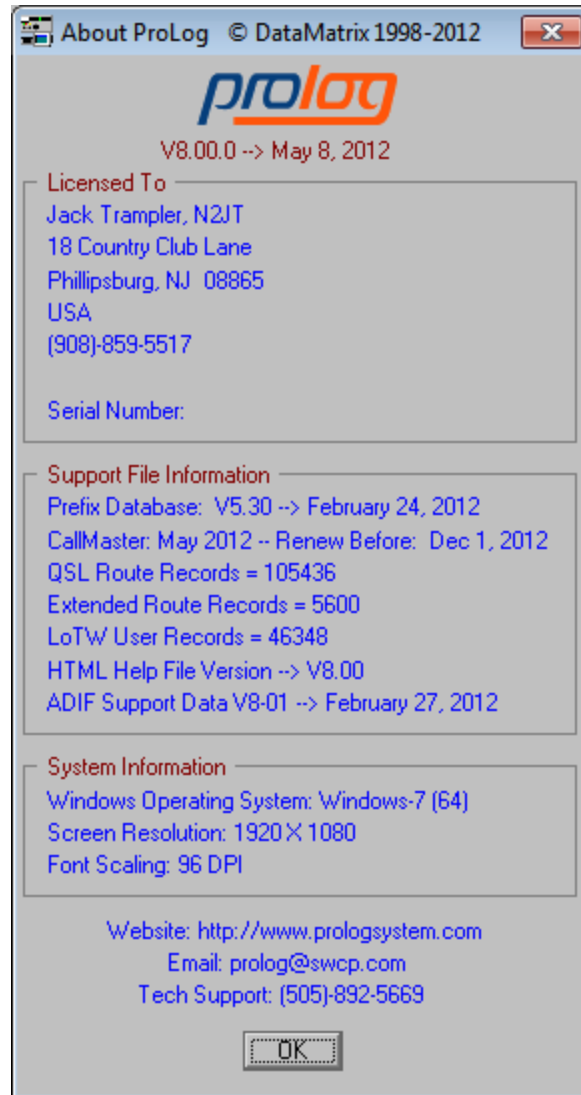 About ProLog © DataMatrix 1998-2012
prolog
V8.00.0 --> May 8, 2012
Licensed To
Jack Trampler, N2JT
18 Country Club Lane
Phillipsburg, NJ 08865
USA
(908)-859-5517
Serial Number:
Support File Information
Prefix Database: V5.30 --> February 24, 2012
CallMaster: May 2012 -- Renew Before: Dec 1, 2012
QSL Route Records = 105436
Extended Route Records = 5600
LoTW User Records = 46348
HTML Help File Version --> V8.00
ADIF Support Data V8-01 --> February 27, 2012
System Information
Windows Operating System: Windows-7 (64)
Screen Resolution: 1920 X 1080
Font Scaling: 96 DPI
Website: http://www.prologsystem.com
Email: prolog@swcp.com
Tech Support: (505)-892-5669
OK